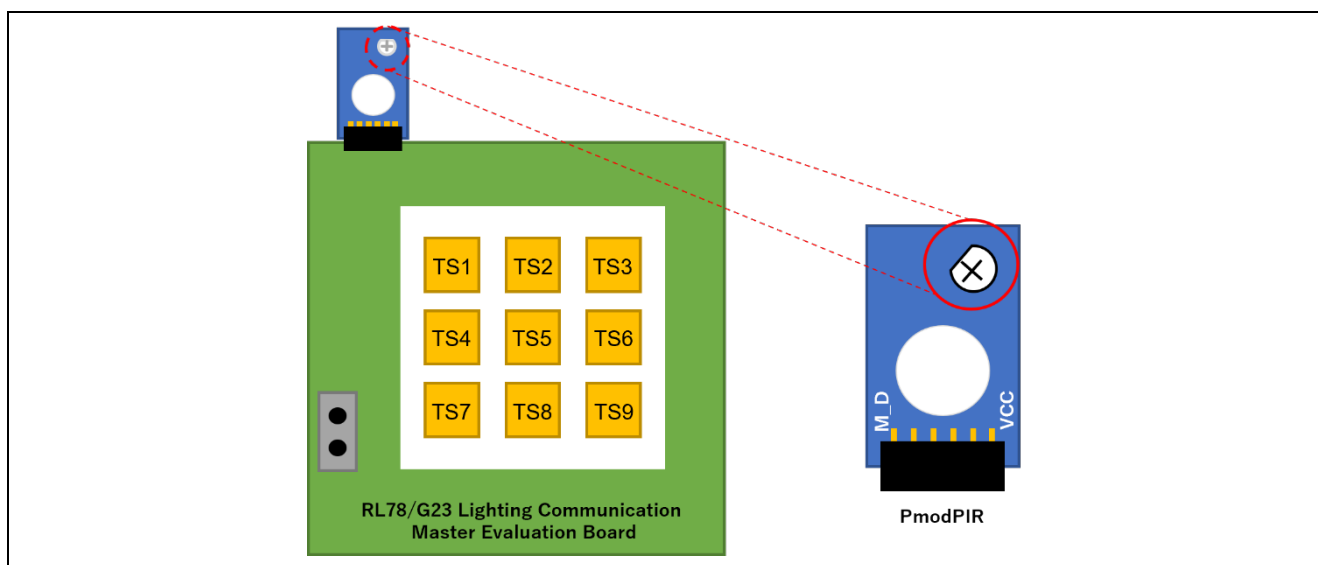 TS1 TS2 TS3
TS4 TS5 TS6
TS7 TS8 TS9
RL78/G23 Lighting Communication
Master Evaluation Board
M_D
VCC
PmodPIR